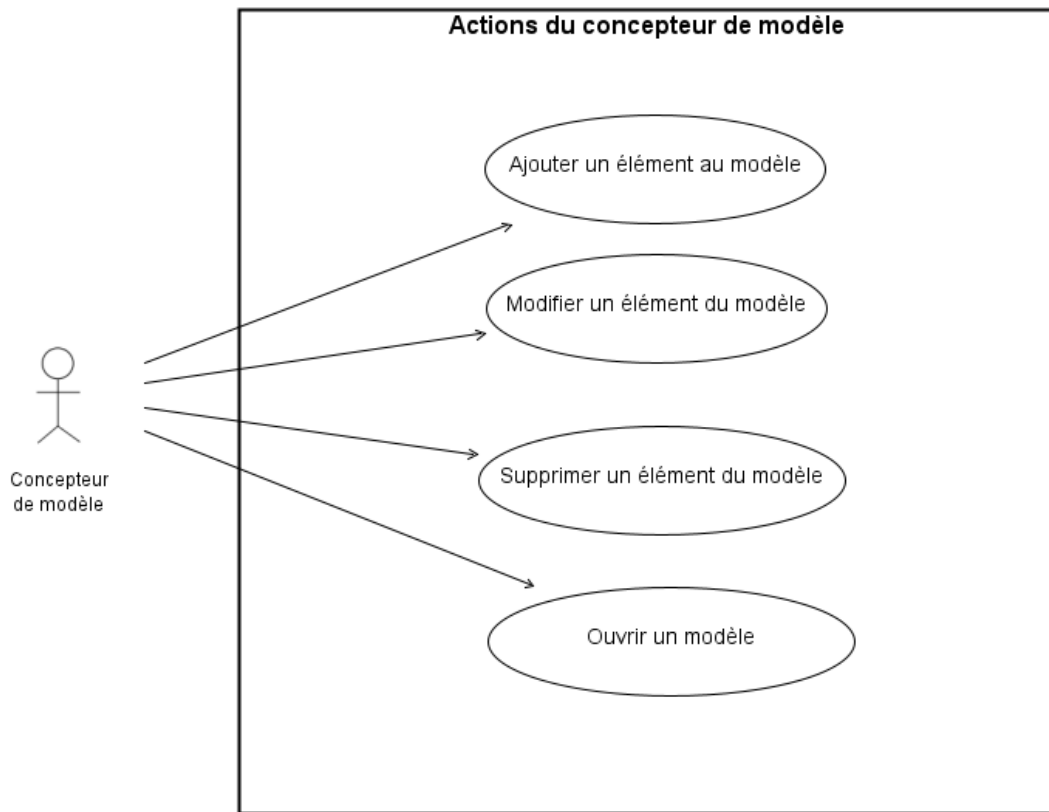 Actions du concepteur de modèle
Ajouter un élément au modèle
Modifier un élément du modèle
Supprimer un élément du modèle
Ouvrir un modèle
Concepteur
de modèle